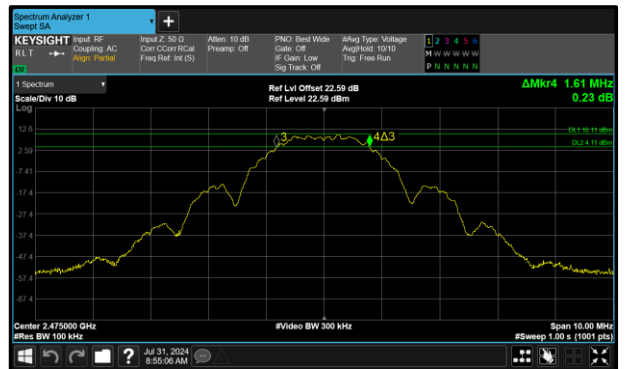 Spectrum Analyzer 1
Swept SA
+
KEYSIGHT Input: RF Input Z: 50 Ω Atten: 10 dB PNO: Best Wide #Avg Type: Voltage 1 2 3 4 5 6
RLT Coupling: AC Corr CCorr RCal Preamp: Off Gate: Off Avg|Hold: 10/10 M W W W W W
Align: Partial Freq Ref: Int (S) IF Gain: Low Trig: Free Run P N N N N N
Sig Track: Off
1 Spectrum Ref Lvl Offset 22.59 dB ΔMkr4 1.61 MHz
Scale/Div 10 dB Ref Level 22.59 dBm 0.23 dB
Log
12.6 3 4Δ3 DL1 10.11 dBm
2.59 DL2 4.11 dBm
-7.41
-17.4
-27.4
-37.4
-47.4
-57.4
-67.4
Center 2.475000 GHz #Video BW 300 kHz Span 10.00 MHz
#Res BW 100 kHz #Sweep 1.00 s (1001 pts)
? Jul 31, 2024
8:55:06 AM